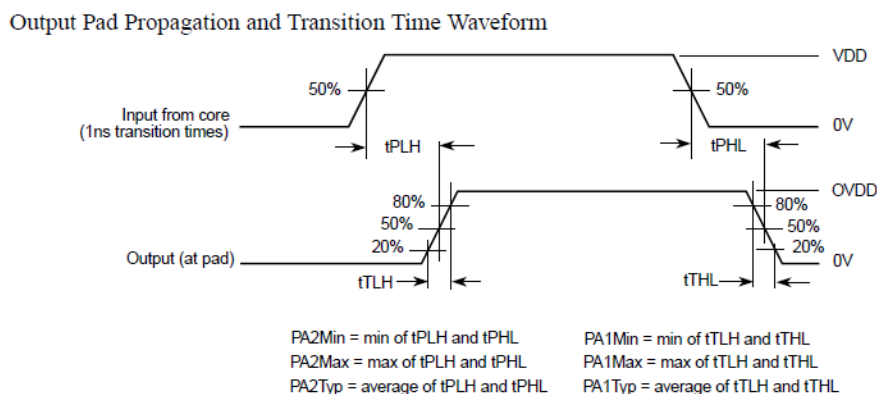 Output Pad Propagation and Transition Time Waveform
VDD
50%
50%
Input from core
(1ns transition times)
0V
tPLH
tPHL
OVDD
80%
80%
50%
50%
20%
20%
Output (at pad)
0V
tTLH
tTHL
PA2Min = min of tPLH and tPHL
PA1Min = min of tTLH and tTHL
PA2Max = max of tPLH and tPHL
PA1Max = max of tTLH and tTHL
PA2Typ = average of tPLH and tPHL
PA1Typ = average of tTLH and tTHL